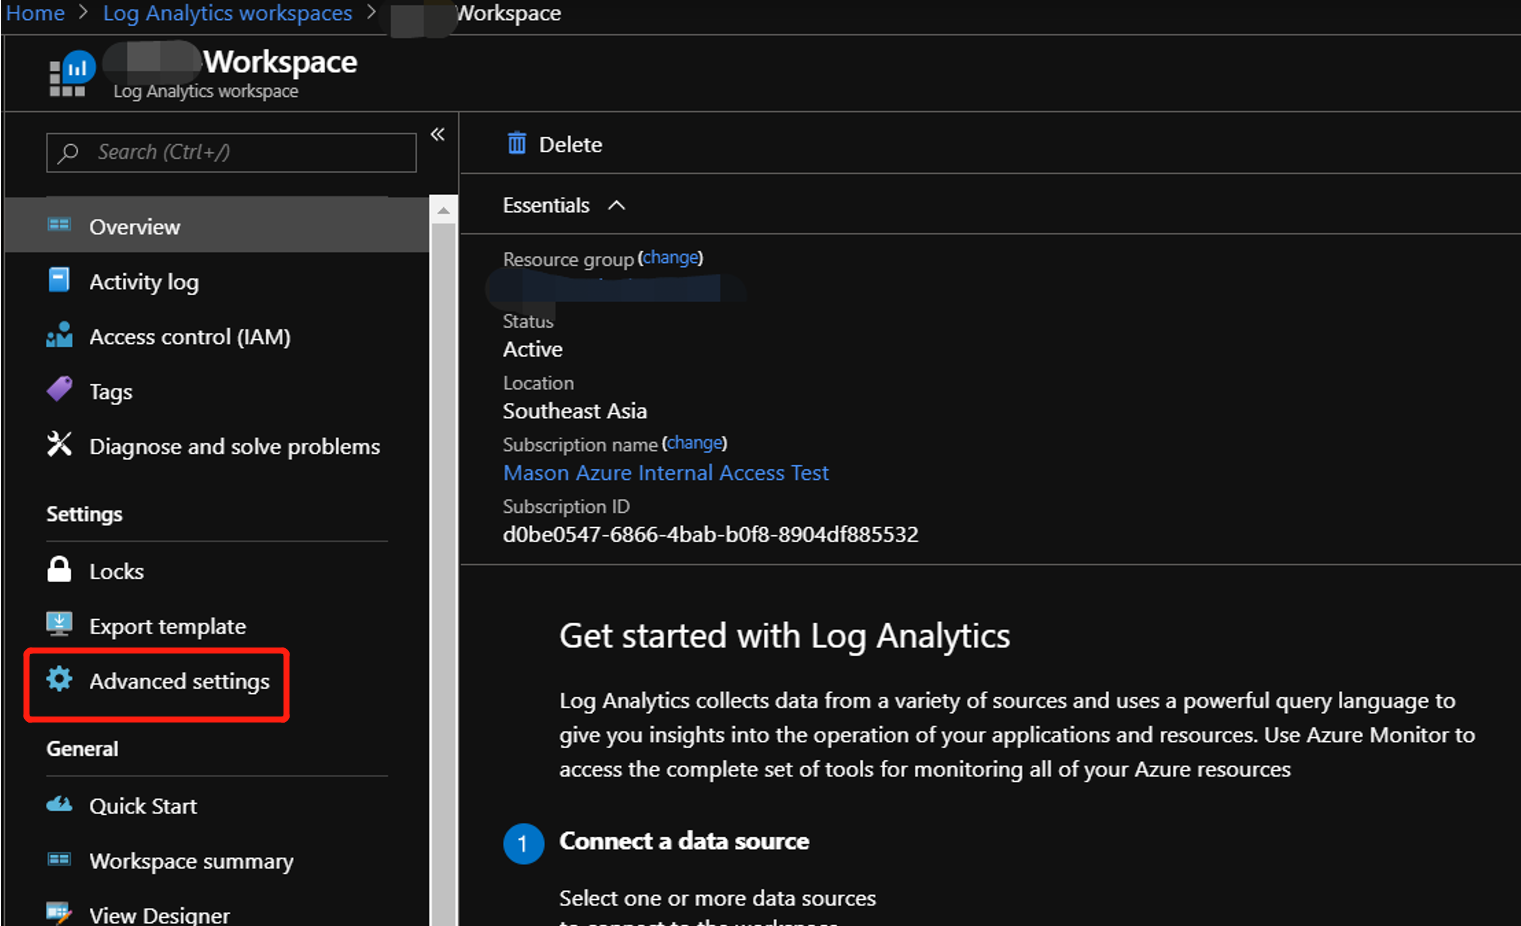 Home > Log Analytics workspaces > Workspace
Workspace
Log Analytics workspace
Search (Ctrl+/)
«
Overview
Activity log
Access control (IAM)
Tags
Diagnose and solve problems
Settings
Locks
Export template
Advanced settings
General
Quick Start
Workspace summary
View Designer
Delete
Essentials
Resource group (change)
Status
Active
Location
Southeast Asia
Subscription name (change)
Mason Azure Internal Access Test
Subscription ID
d0be0547-6866-4bab-b0f8-8904df885532
Get started with Log Analytics
Log Analytics collects data from a variety of sources and uses a powerful query language to
give you insights into the operation of your applications and resources. Use Azure Monitor to
access the complete set of tools for monitoring all of your Azure resources
1 Connect a data source
Select one or more data sources
to connect to the workspace